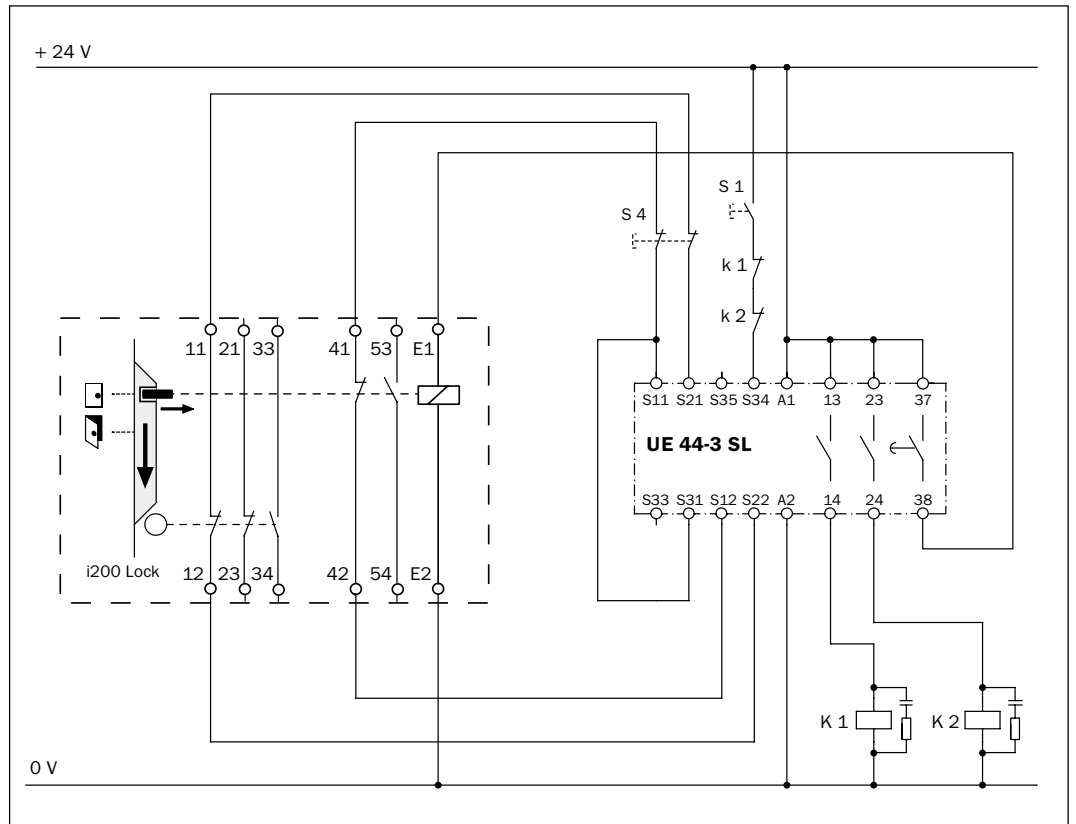 + 24 V
S 1
S 4
k 1
k 2
11 21 33 41 53 E1
S11 S21 S35 S34 A1 13 23 37
UE 44-3 SL
S33 S31 S12 S22 A2 14 24 38
i200 Lock
12 23 34 42 54 E2
K 1 K 2
0 V